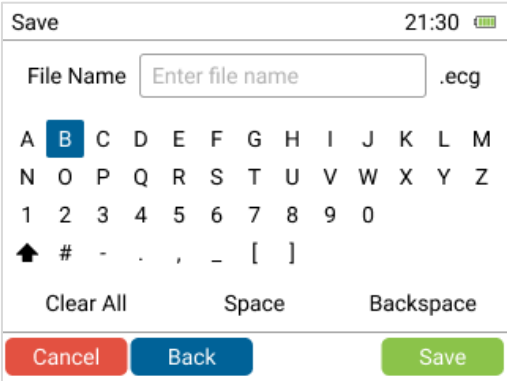 Save 21:30
File Name Enter file name .ecg
A B C D E F G H I J K L M
N O P Q R S T U V W X Y Z
1 2 3 4 5 6 7 8 9 0
# - . , _ [ ]
Clear All Space Backspace
Cancel Back Save